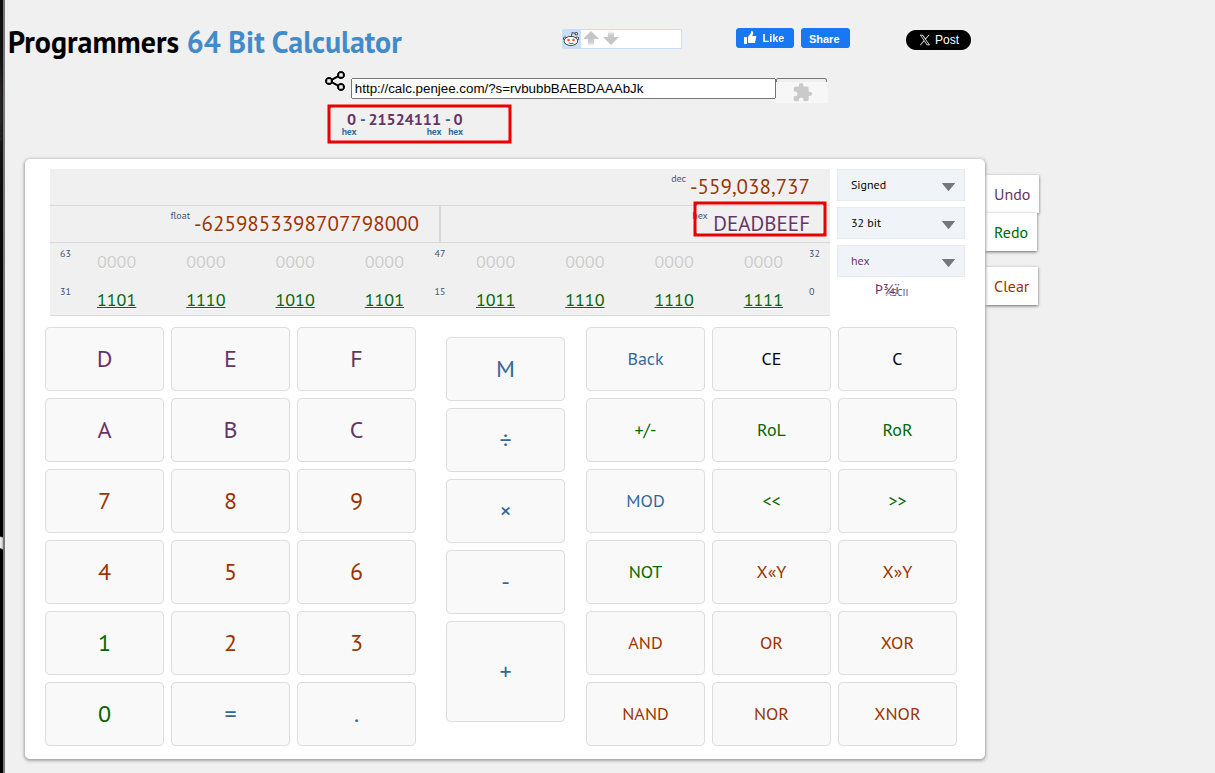 Programmers 64 Bit Calculator
Like Share
Post
http://calc.penjee.com/?s=rvbubbBAEBDAAAbJk
0 - 21524111 - 0
hex hex hex
dec -559,038,737
Signed
Undo
float -6259853398707798000
hex DEADBEEF
32 bit
Redo
63 0000 0000 0000 0000 47 0000 0000 0000 0000 32
hex
31 1101 1110 1010 1101 15 1011 1110 1110 1111 0
Clear
D E F M Back CE C
A B C ÷ +/- RoL RoR
7 8 9 × MOD << >>
4 5 6 - NOT X«Y X»Y
1 2 3 + AND OR XOR
0 = . NAND NOR XNOR